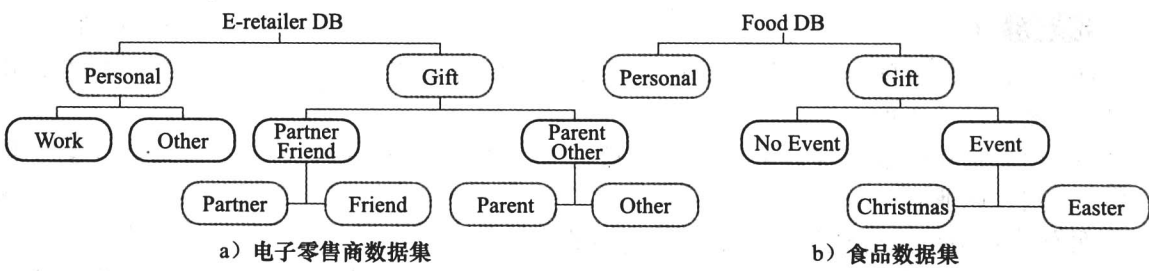 E-retailer DB
Food DB
Personal
Gift
Personal
Gift
Work
Other
Partner
Friend
Parent
Other
No Event
Event
Partner
Friend
Parent
Other
Christmas
Easter
a）电子零售商数据集
b）食品数据集